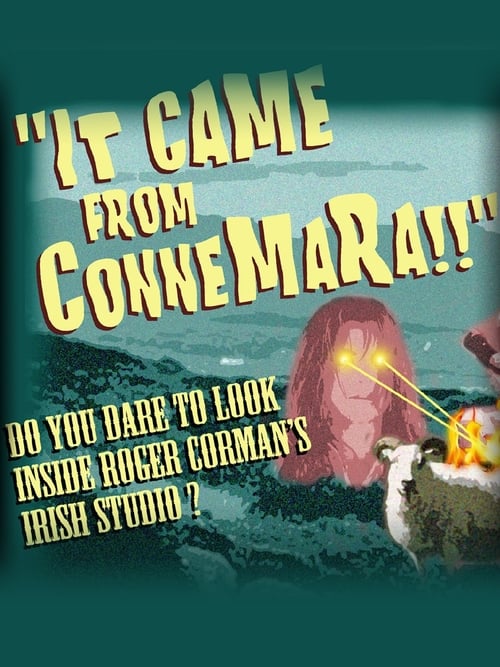 "IT CAME
FROM
CONNEMARA!!"
DO YOU DARE TO LOOK
INSIDE ROGER CORMAN'S
IRISH STUDIO?